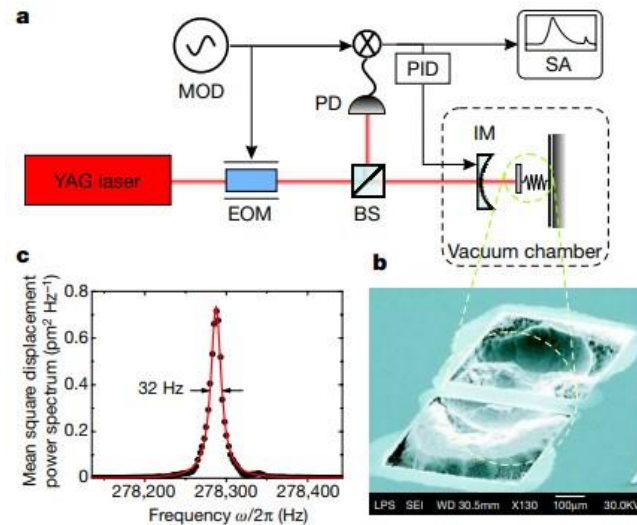 a
MOD
PID
SA
PD
IM
YAG laser
EOM
BS
Vacuum chamber
c
Mean square displacement
power spectrum (pm² Hz⁻¹)
0.8
0.6
0.4
0.2
0
32 Hz
278,200
278,300
278,400
Frequency ω/2π (Hz)
b
LPS SEI WD 30.5mm X130 100μm 30.0K